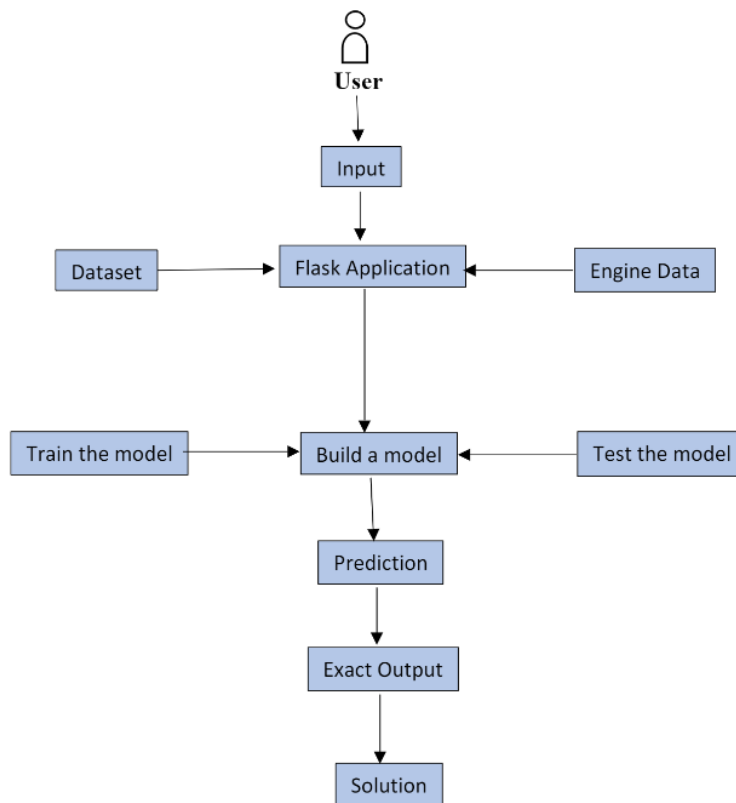 User
Input
Dataset
Flask Application
Engine Data
Train the model
Build a model
Test the model
Prediction
Exact Output
Solution